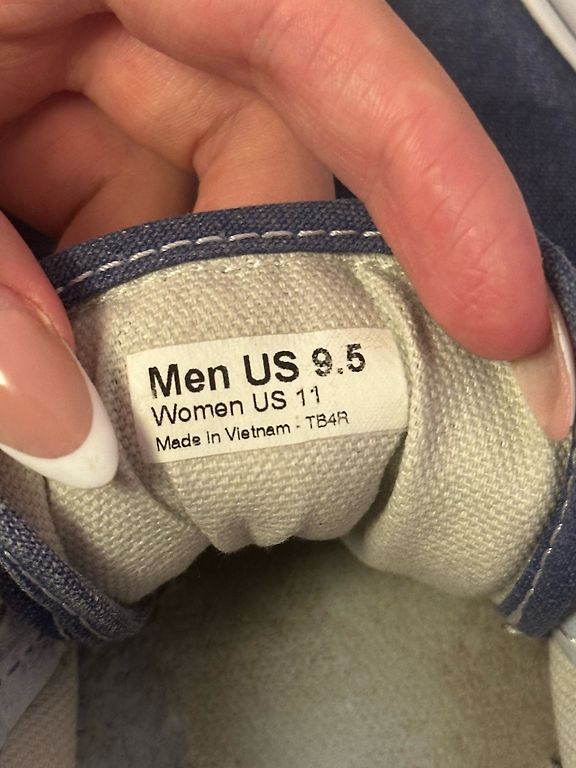 Men US 9.5
Women US 11
Made In Vietnam - TB4R